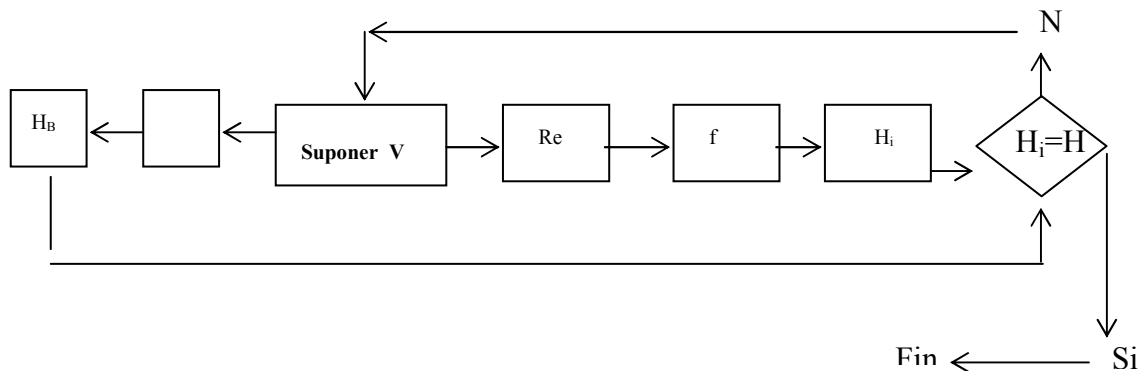 N
H_B
Suponer V
Re
f
H_i
H_i=H
Fin
Si